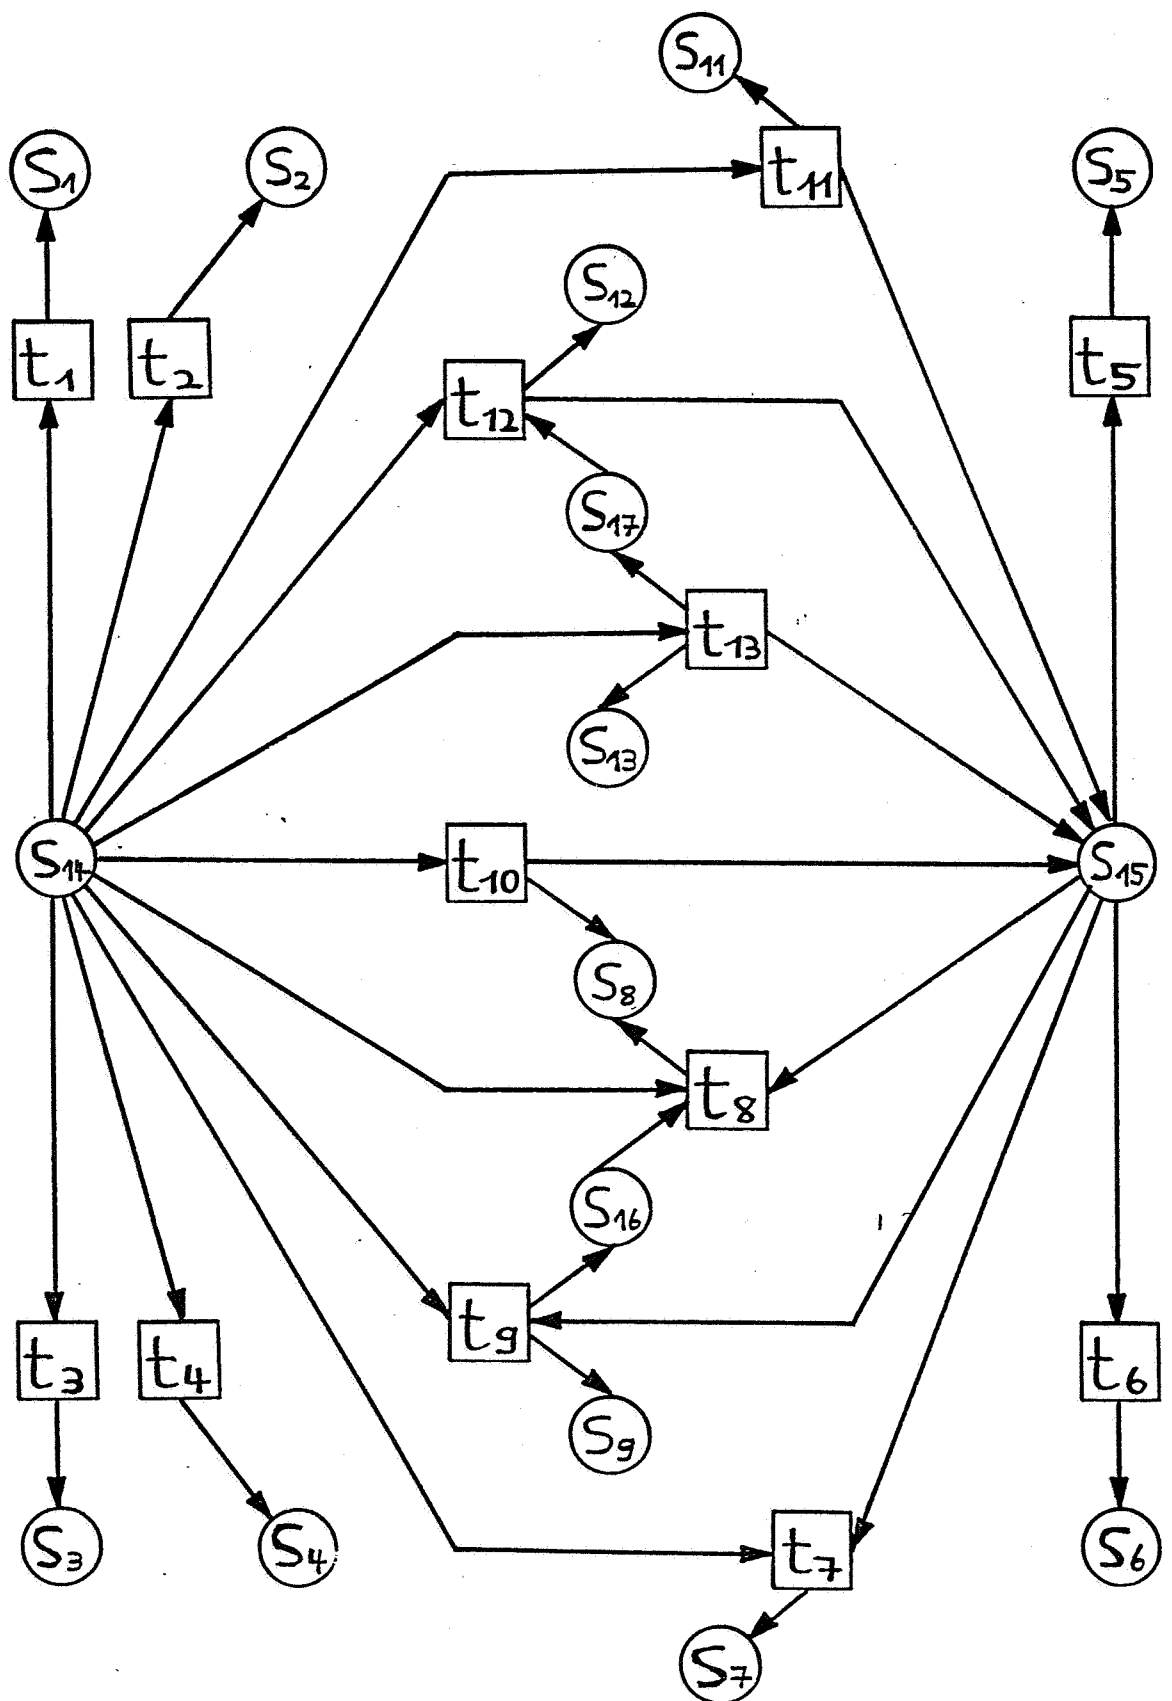 S₁₁
S₁
S₂
t₁₁
S₅
S₁₂
t₁
t₂
t₅
t₁₂
S₁₇
t₁₃
S₁₃
S₁₄
t₁₀
S₁₅
S₈
t₈
S₁₆
t₉
t₃
t₄
t₆
S₉
S₃
S₄
t₇
S₆
S₇